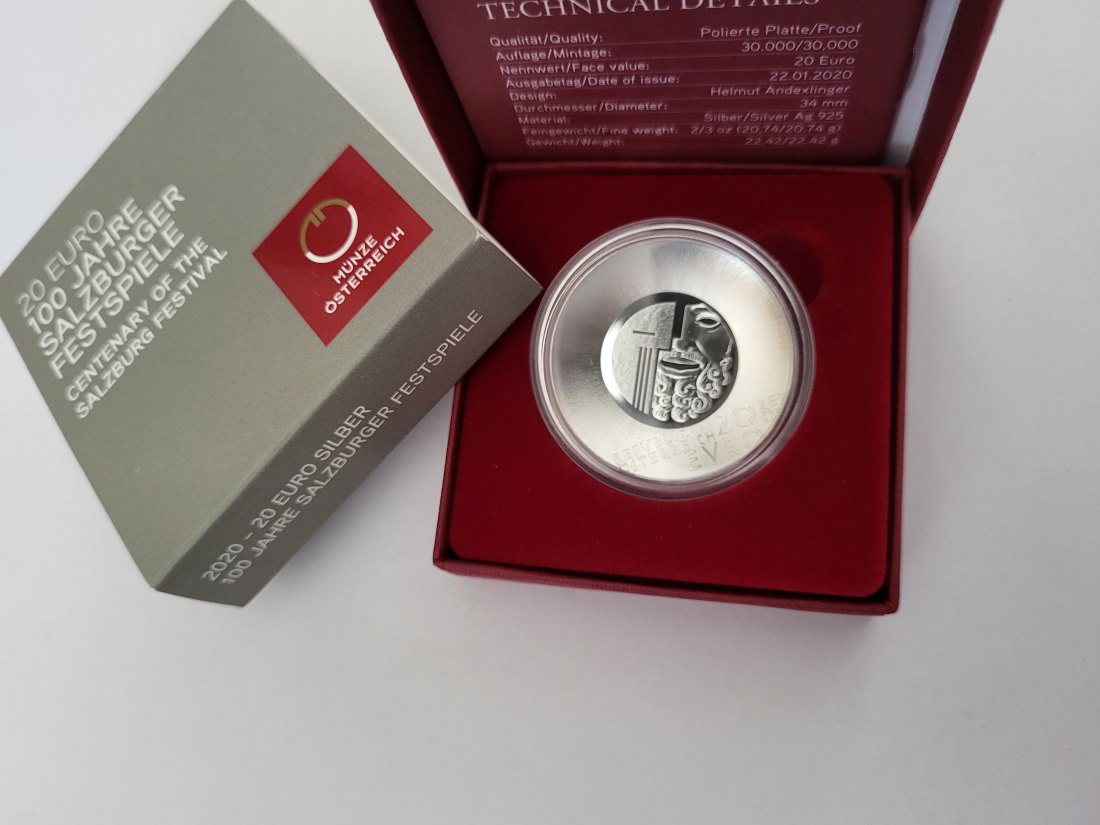 20 EURO
100 JAHRE
SALZBURGER
FESTSPIELE
CENTENARY OF THE
SALZBURG FESTIVAL
MÜNZE
ÖSTERREICH
2020 – 20 EURO SILBER
100 JAHRE SALZBURGER FESTSPIELE
TECHNICAL DETAILS
Qualität/Quality: Polierte Platte/Proof
Auflage/Mintage: 30.000/30,000
Nennwert/Face value: 20 Euro
Ausgabetag/Date of issue: 22.01.2020
Design: Helmut Andexlinger
Durchmesser/Diameter: 34 mm
Material: Silber/Silver Ag 925
Feingewicht/Fine weight: 2/3 oz (20,74/20.74 g)
Gewicht/Weight: 22,42/22.42 g
20